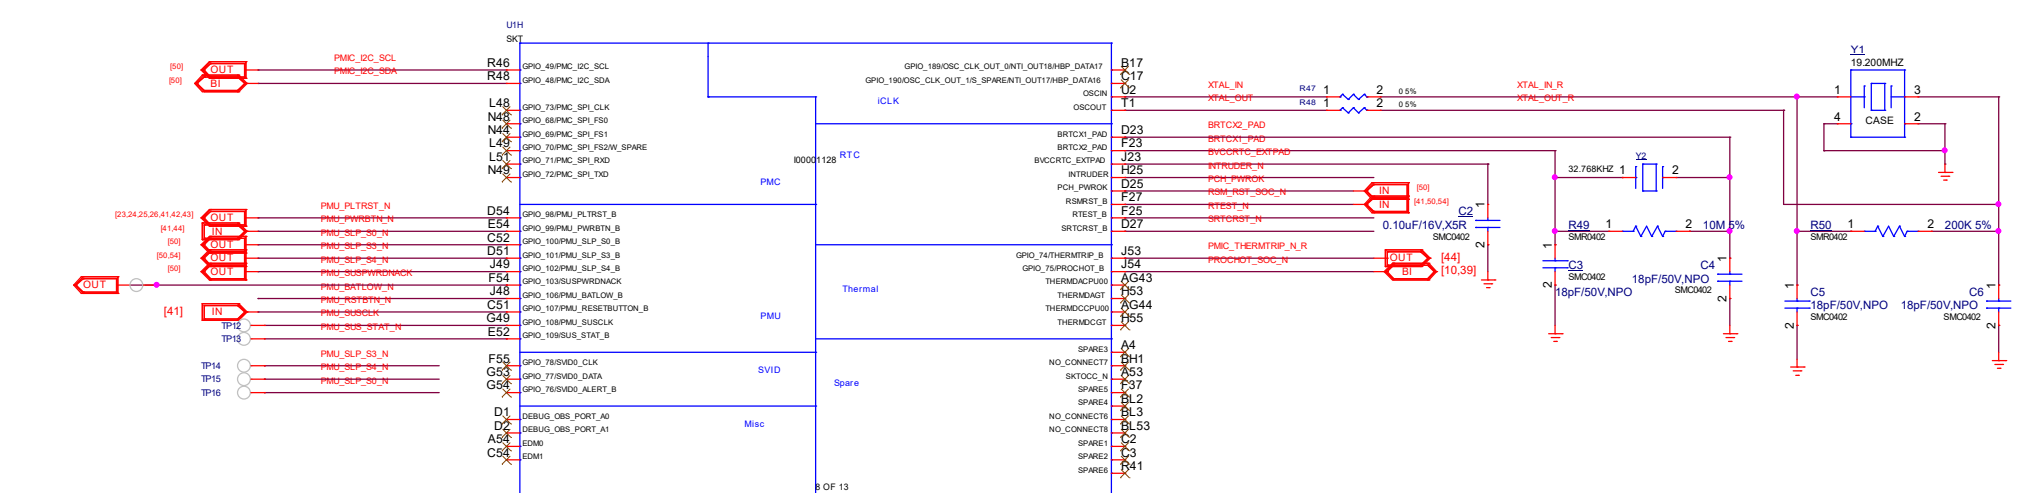 U1H
SKT
[50] OUT PMIC_I2C_SCL R46 GPIO_49/PMC_I2C_SCL
[50] BI PMIC_I2C_SDA R48 GPIO_48/PMC_I2C_SDA
L48 GPIO_73/PMC_SPI_CLK
N48 GPIO_68/PMC_SPI_FS0
N44 GPIO_69/PMC_SPI_FS1
L49 GPIO_70/PMC_SPI_FS2/W_SPARE
L51 GPIO_71/PMC_SPI_RXD
N49 GPIO_72/PMC_SPI_TXD
[23,24,25,26,41,42,43] OUT PMU_PLTRST_N D54 GPIO_98/PMU_PLTRST_B
[41,44] IN PMU_PWRBTN_N E54 GPIO_99/PMU_PWRBTN_B
[50] OUT PMU_SLP_S0_N C52 GPIO_100/PMU_SLP_S0_B
[50,54] OUT PMU_SLP_S3_N D51 GPIO_101/PMU_SLP_S3_B
[50] OUT PMU_SLP_S4_N J49 GPIO_102/PMU_SLP_S4_B
OUT PMU_SUSPWRDNACK F54 GPIO_103/SUSPWRDNACK
PMU_BATLOW_N J48 GPIO_106/PMU_BATLOW_B
[41] IN PMU_RSTBTN_N C51 GPIO_107/PMU_RESETBUTTON_B
TP12 PMU_SUSCLK G49 GPIO_108/PMU_SUSCLK
TP13 PMU_SUS_STAT_N E52 GPIO_109/SUS_STAT_B
TP14 PMU_SLP_S3_N F55 GPIO_78/SVID0_CLK
TP15 PMU_SLP_S4_N G53 GPIO_77/SVID0_DATA
TP16 PMU_SLP_S0_N G54 GPIO_76/SVID0_ALERT_B
D1 DEBUG_OBS_PORT_A0
D2 DEBUG_OBS_PORT_A1
A54 EDM0
C54 EDM1
iCLK
RTC
I00001128
PMC
Thermal
PMU
SVID
Spare
Misc
8 OF 13
GPIO_189/OSC_CLK_OUT_0/NTI_OUT18/HBP_DATA17 B17
GPIO_190/OSC_CLK_OUT_1/S_SPARE/NTI_OUT17/HBP_DATA16 C17
OSCIN U2 XTAL_IN R47 1 2 0 5% XTAL_IN_R
OSCOUT T1 XTAL_OUT R48 1 2 0 5% XTAL_OUT_R
BRTCX1_PAD D23 BRTCX2_PAD
BRTCX2_PAD F23 BRTCX1_PAD
BVCCRTC_EXTPAD J23 BVCCRTC_EXTPAD
INTRUDER H25 INTRUDER_N
PCH_PWROK D25 PCH_PWROK IN [50]
RSMRST_B F27 RSM_RST_SOC_N IN [41,50,54]
RTEST_B F25 RTEST_N
SRTCRST_B D27 SRTCRST_N
GPIO_74/THERMTRIP_B J53 PMIC_THERMTRIP_N_R OUT [44]
GPIO_75/PROCHOT_B J54 PROCHOT_SOC_N BI [10,39]
THERMDACPU00 AG43
THERMDAGT H53
THERMDCCPU00 AG44
THERMDCGT H55
SPARE3 A4
NO_CONNECT7 BH1
SKTOCC_N A53
SPARE5 F37
SPARE4 BL2
NO_CONNECT6 BL3
NO_CONNECT8 BL53
SPARE1 C2
SPARE2 C3
SPARE6 R41
C2 1
0.10uF/16V,X5R
SMC0402
2
Y2
32.768KHZ 1 2
R49 1 2 10M 5%
SMR0402
1 C3 SMC0402
18pF/50V,NPO
2
C4 1
18pF/50V,NPO
SMC0402
2
Y1
19.200MHZ
1 3
4 2
CASE
R50 1 2 200K 5%
SMR0402
1 C5
18pF/50V,NPO
SMC0402
2
C6 1
18pF/50V,NPO
SMC0402
2